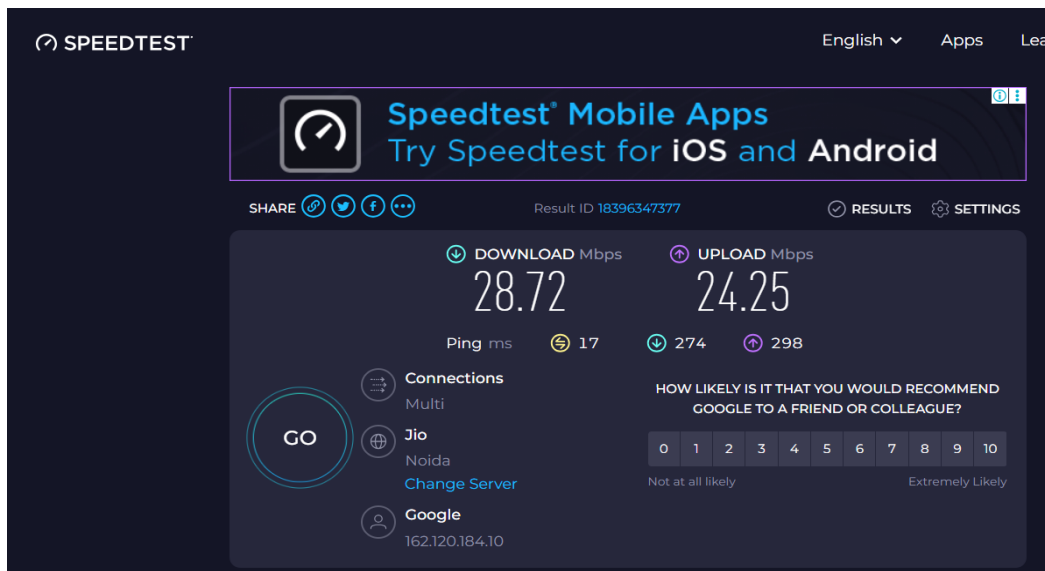 SPEEDTEST
English Apps
Speedtest® Mobile Apps
Try Speedtest for iOS and Android
SHARE Result ID 18396347377 RESULTS SETTINGS
DOWNLOAD Mbps UPLOAD Mbps
28.72 24.25
Ping ms 17 274 298
Connections
Multi
Jio
Noida
Change Server
Google
162.120.184.10
GO
HOW LIKELY IS IT THAT YOU WOULD RECOMMEND
GOOGLE TO A FRIEND OR COLLEAGUE?
0 1 2 3 4 5 6 7 8 9 10
Not at all likely Extremely Likely